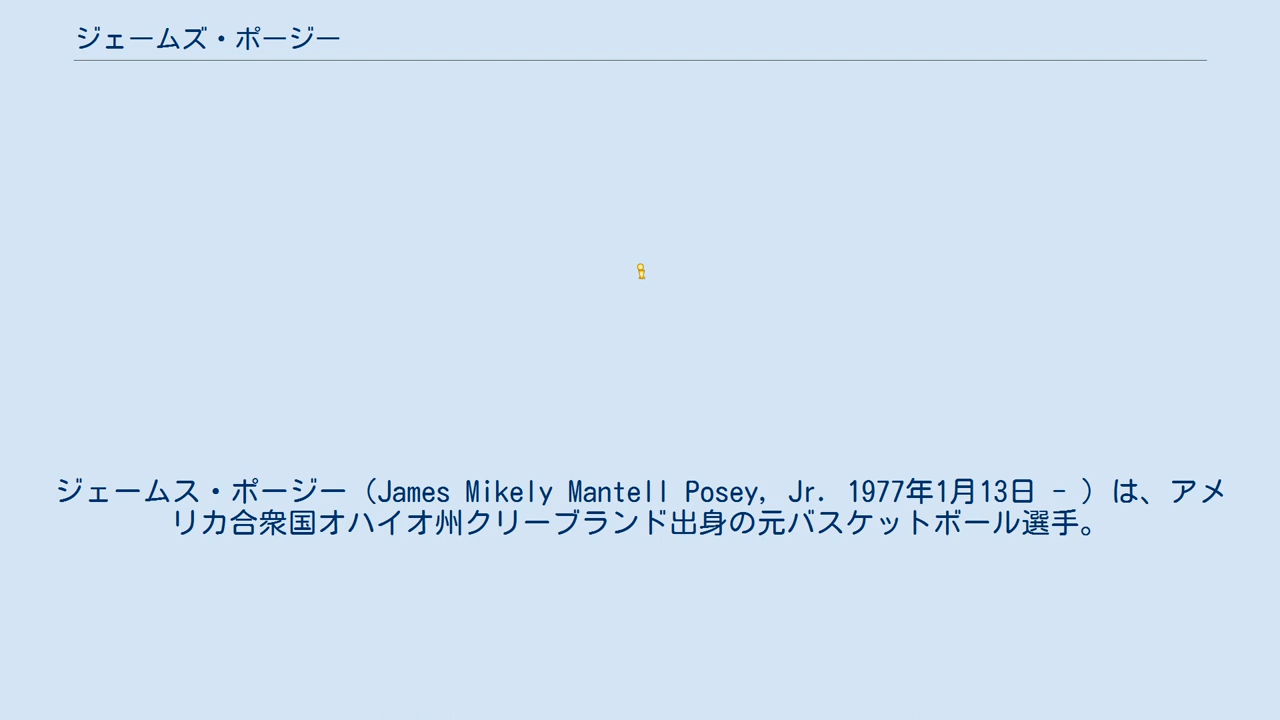 ジェームズ・ポージー
ジェームス・ポージー（James Mikely Mantell Posey, Jr. 1977年1月13日 - ）は、アメ
リカ合衆国オハイオ州クリーブランド出身の元バスケットボール選手。